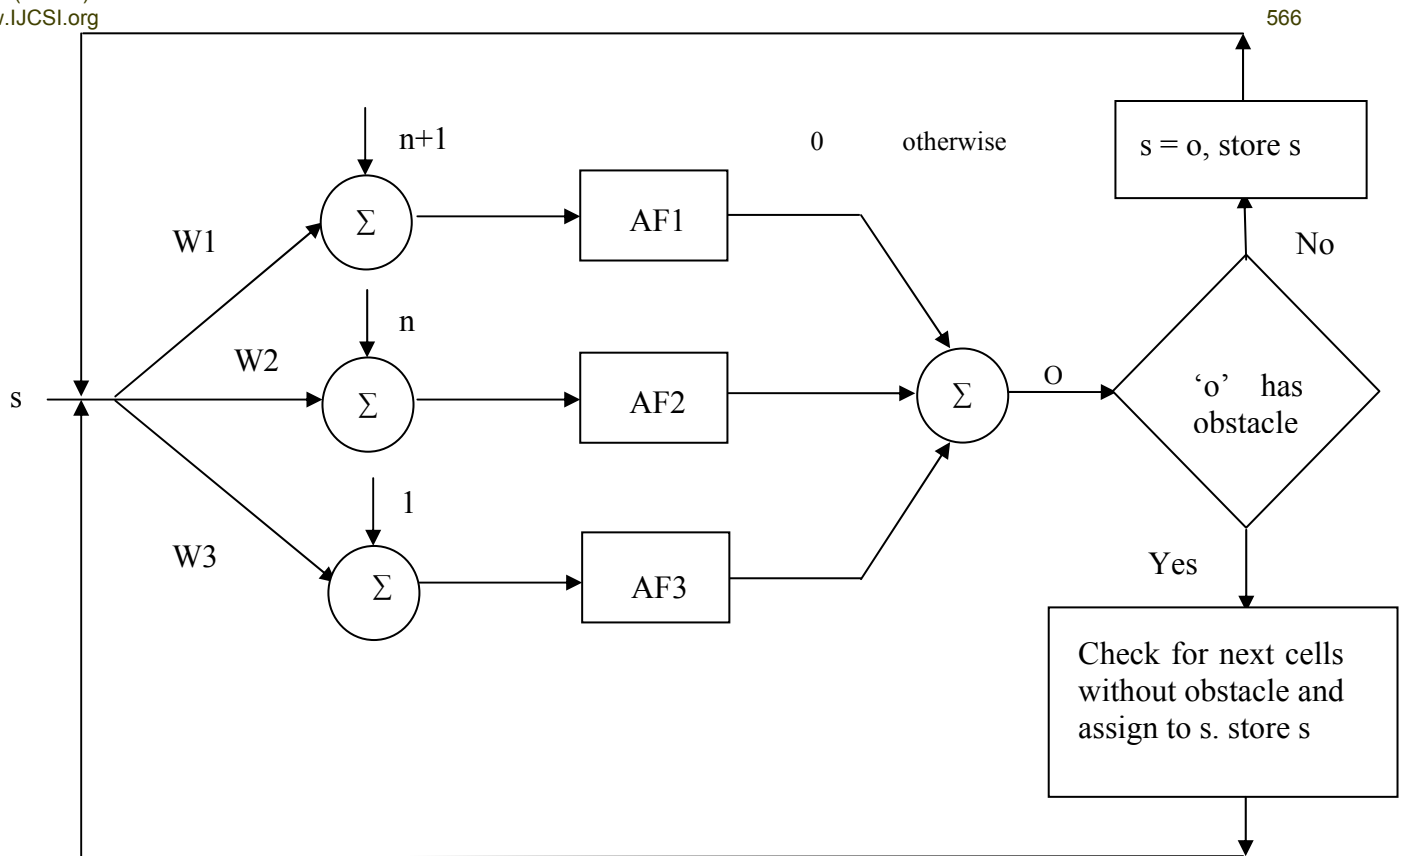 w.IJCSI.org
566
n+1
0 otherwise
s = o, store s
∑
AF1
W1
No
n
W2
s
∑
AF2
∑
O
‘o’ has
obstacle
1
W3
∑
AF3
Yes
Check for next cells
without obstacle and
assign to s. store s